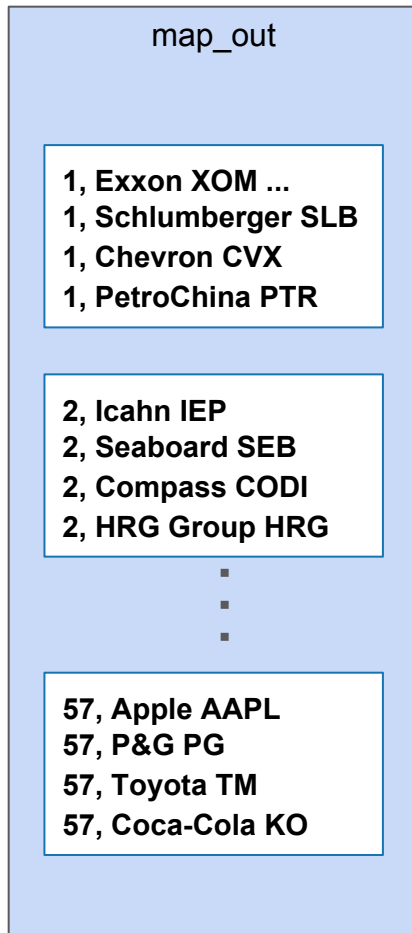 map_out
1, Exxon XOM ...
1, Schlumberger SLB
1, Chevron CVX
1, PetroChina PTR
2, Icahn IEP
2, Seaboard SEB
2, Compass CODI
2, HRG Group HRG
57, Apple AAPL
57, P&G PG
57, Toyota TM
57, Coca-Cola KO